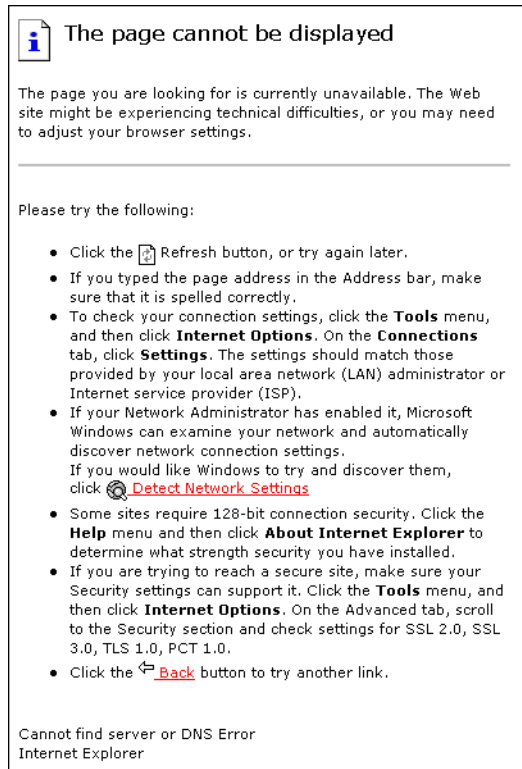 The page cannot be displayed
The page you are looking for is currently unavailable. The Web
site might be experiencing technical difficulties, or you may need
to adjust your browser settings.
Please try the following:
Click the Refresh button, or try again later.
If you typed the page address in the Address bar, make
sure that it is spelled correctly.
To check your connection settings, click the Tools menu,
and then click Internet Options. On the Connections
tab, click Settings. The settings should match those
provided by your local area network (LAN) administrator or
Internet service provider (ISP).
If your Network Administrator has enabled it, Microsoft
Windows can examine your network and automatically
discover network connection settings.
If you would like Windows to try and discover them,
click Detect Network Settings
Some sites require 128-bit connection security. Click the
Help menu and then click About Internet Explorer to
determine what strength security you have installed.
If you are trying to reach a secure site, make sure your
Security settings can support it. Click the Tools menu, and
then click Internet Options. On the Advanced tab, scroll
to the Security section and check settings for SSL 2.0, SSL
3.0, TLS 1.0, PCT 1.0.
Click the Back button to try another link.
Cannot find server or DNS Error
Internet Explorer